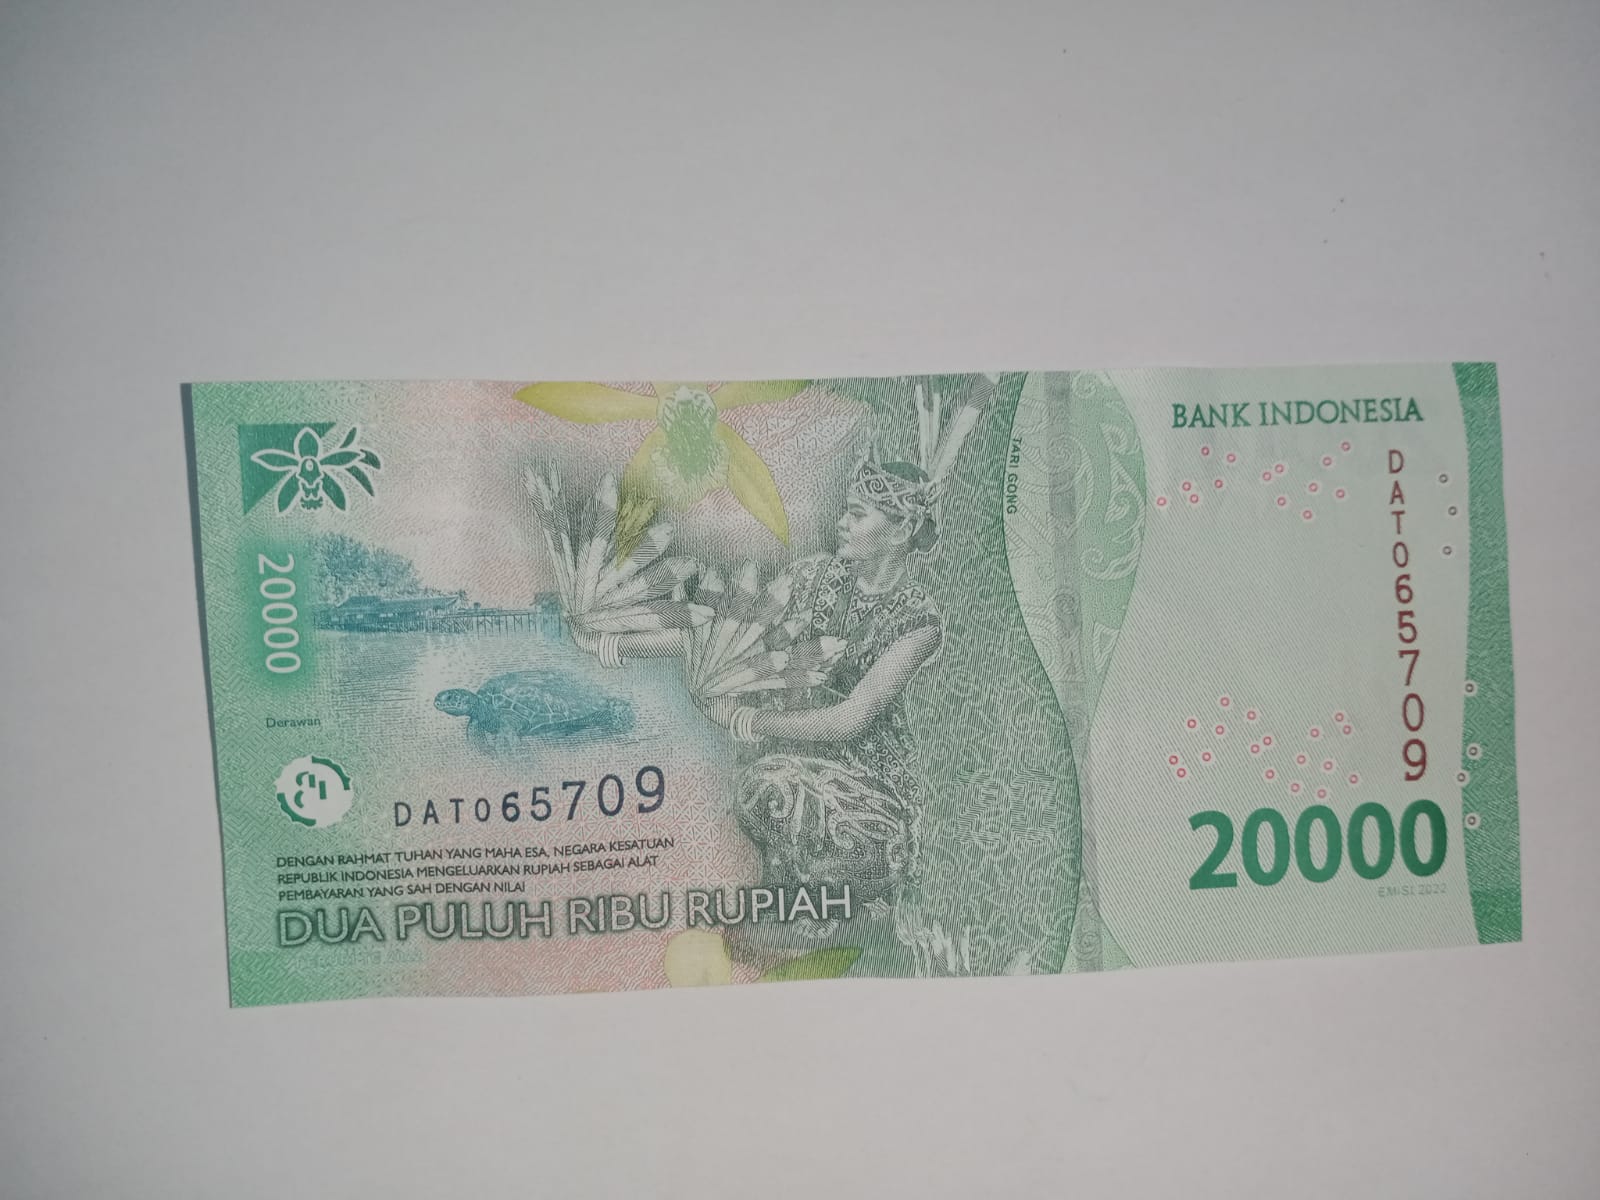 BANK INDONESIA
TARI GONG
DAT065709
20000
Derawan
DAT065709
DENGAN RAHMAT TUHAN YANG MAHA ESA, NEGARA KESATUAN
REPUBLIK INDONESIA MENGELUARKAN RUPIAH SEBAGAI ALAT
PEMBAYARAN YANG SAH DENGAN NILAI
DUA PULUH RIBU RUPIAH
20000
EMISI 2022